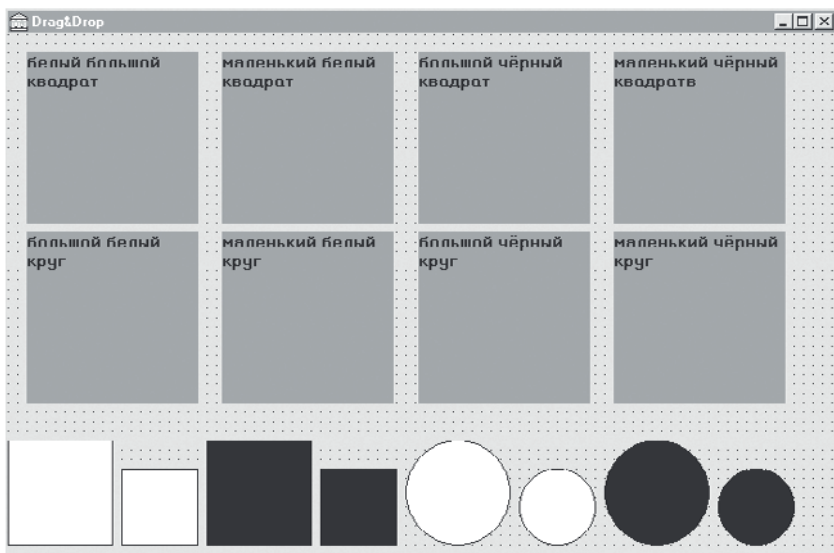 Drag&Drop
белый большой
квадрат
маленький белый
квадрат
большой чёрный
квадрат
маленький чёрный
квадратв
большой белый
круг
маленький белый
круг
большой чёрный
круг
маленький чёрный
круг